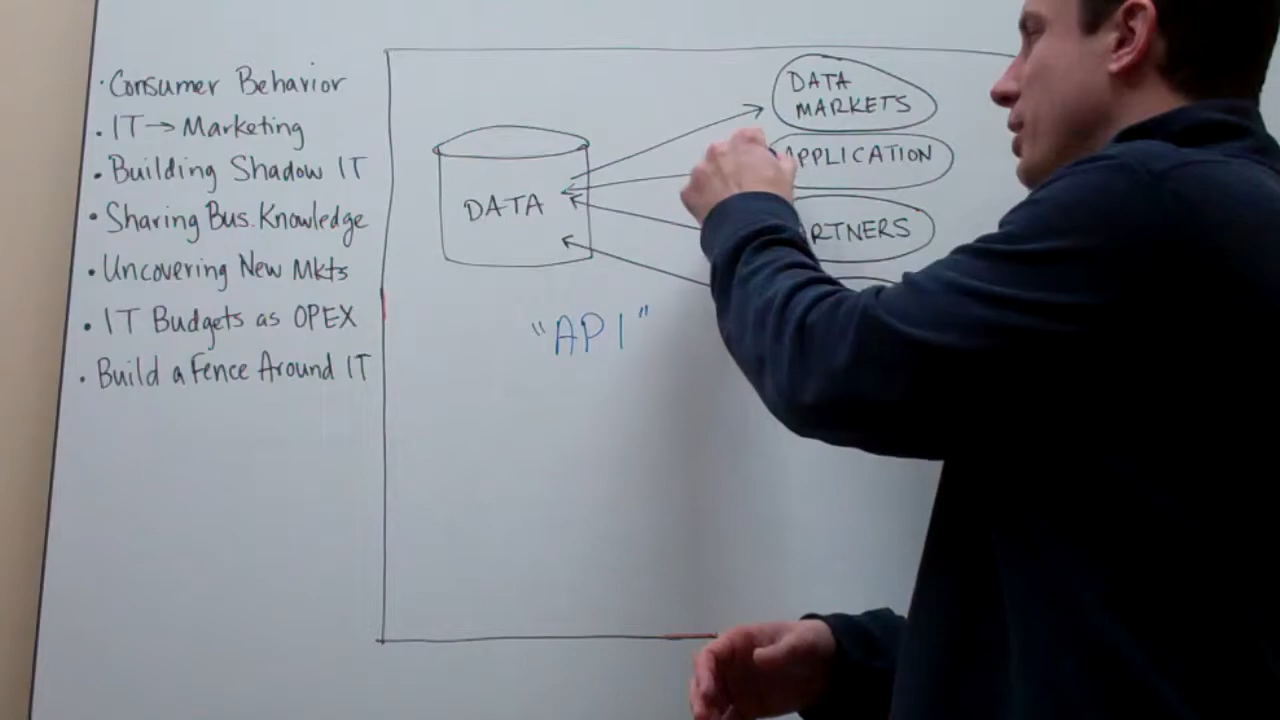 · Consumer Behavior
· IT → Marketing
· Building Shadow IT
· Sharing Bus. Knowledge
· Uncovering New Mkts
· IT Budgets as OPEX
· Build a Fence Around IT
DATA
"API"
DATA
MARKETS
APPLICATION
RTNERS